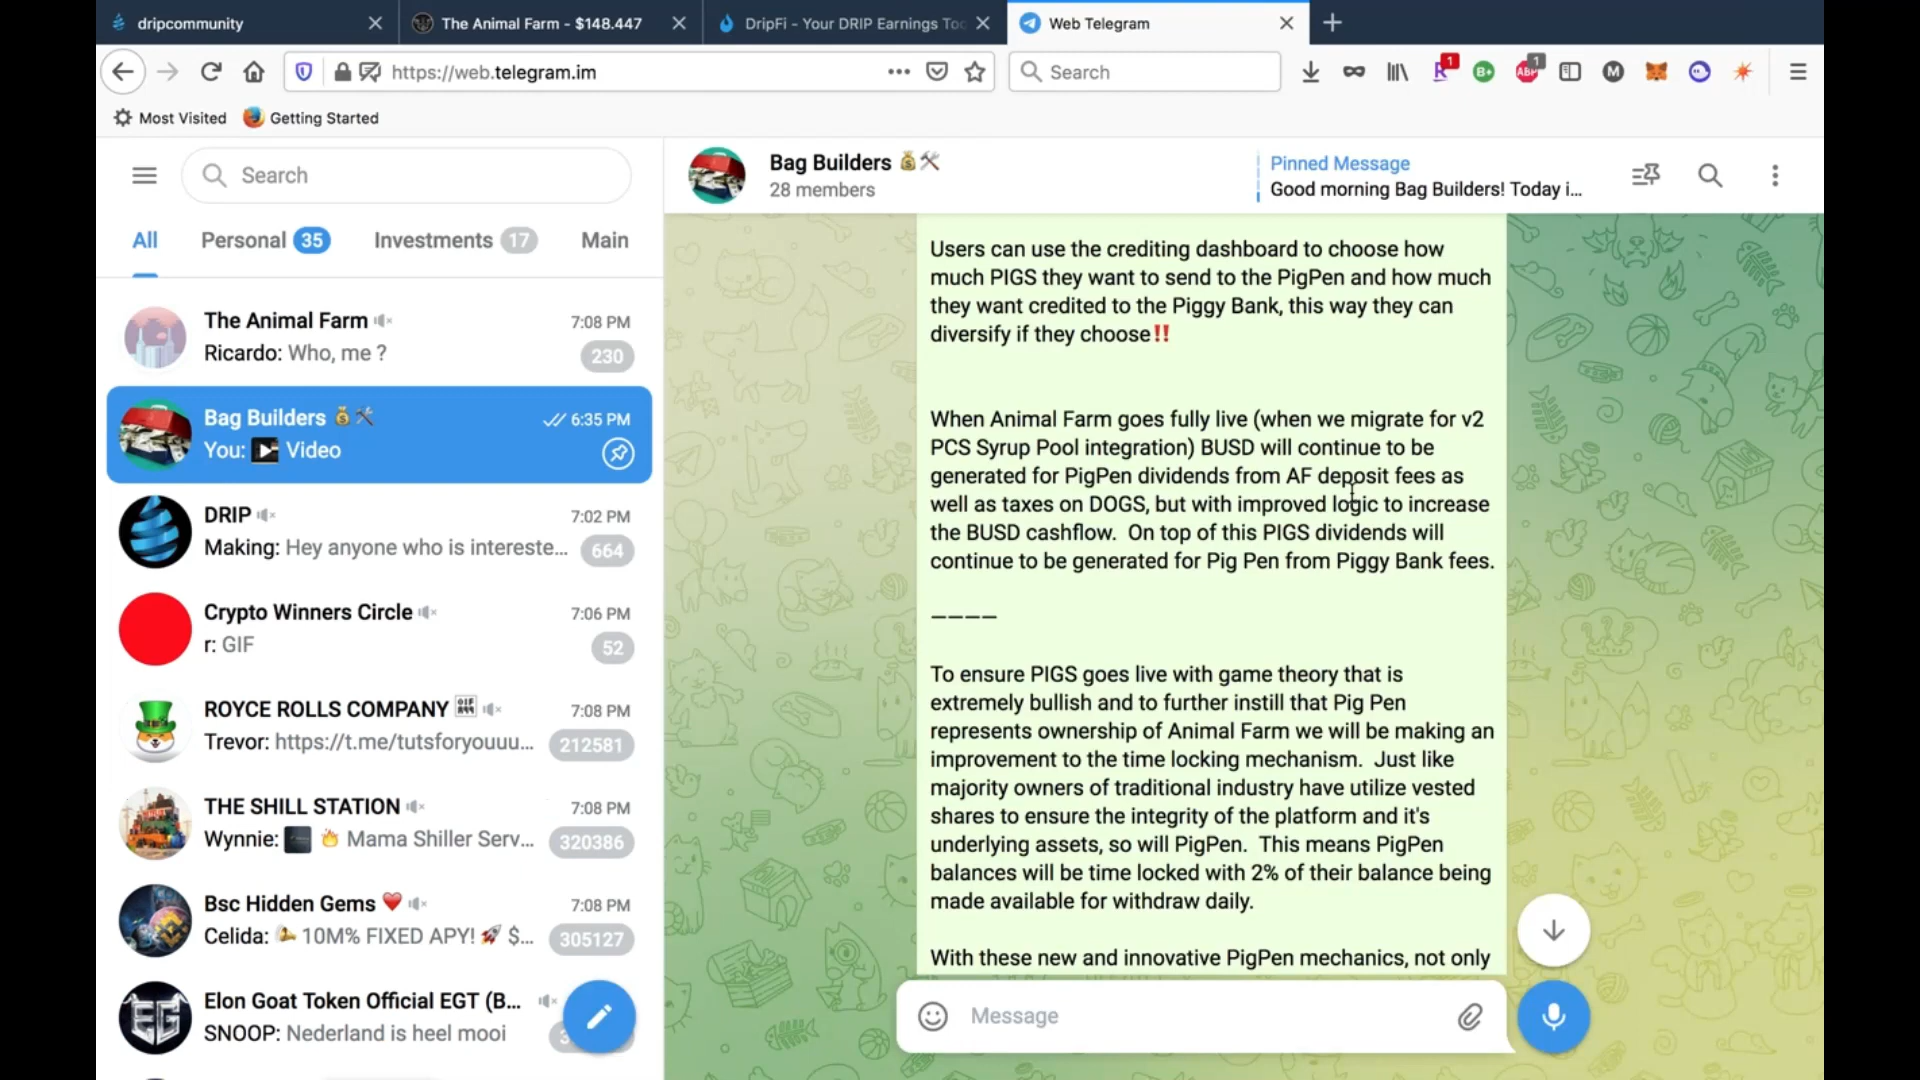 dripcommunity
The Animal Farm - $148.447
DripFi - Your DRIP Earnings Too
Web Telegram
https://web.telegram.im
Search
1
B+
ABP
1
M
Most Visited
Getting Started
Search
All
Personal 35
Investments 17
Main
The Animal Farm
7:08 PM
Ricardo: Who, me ?
230
Bag Builders
6:35 PM
You: Video
DRIP
7:02 PM
Making: Hey anyone who is intereste...
664
Crypto Winners Circle
7:06 PM
r: GIF
52
ROYCE ROLLS COMPANY
7:08 PM
Trevor: https://t.me/tutsforyouuu...
212581
THE SHILL STATION
7:08 PM
Wynnie: Mama Shiller Serv...
320386
Bsc Hidden Gems
7:08 PM
Celida: 10M% FIXED APY! $...
305127
Elon Goat Token Official EGT (B...
SNOOP: Nederland is heel mooi
Bag Builders
28 members
Pinned Message
Good morning Bag Builders! Today i...
Users can use the crediting dashboard to choose how
much PIGS they want to send to the PigPen and how much
they want credited to the Piggy Bank, this way they can
diversify if they choose‼️
When Animal Farm goes fully live (when we migrate for v2
PCS Syrup Pool integration) BUSD will continue to be
generated for PigPen dividends from AF deposit fees as
well as taxes on DOGS, but with improved logic to increase
the BUSD cashflow.  On top of this PIGS dividends will
continue to be generated for Pig Pen from Piggy Bank fees.
————
To ensure PIGS goes live with game theory that is
extremely bullish and to further instill that Pig Pen
represents ownership of Animal Farm we will be making an
improvement to the time locking mechanism.  Just like
majority owners of traditional industry have utilize vested
shares to ensure the integrity of the platform and it's
underlying assets, so will PigPen.  This means PigPen
balances will be time locked with 2% of their balance being
made available for withdraw daily.
With these new and innovative PigPen mechanics, not only
Message